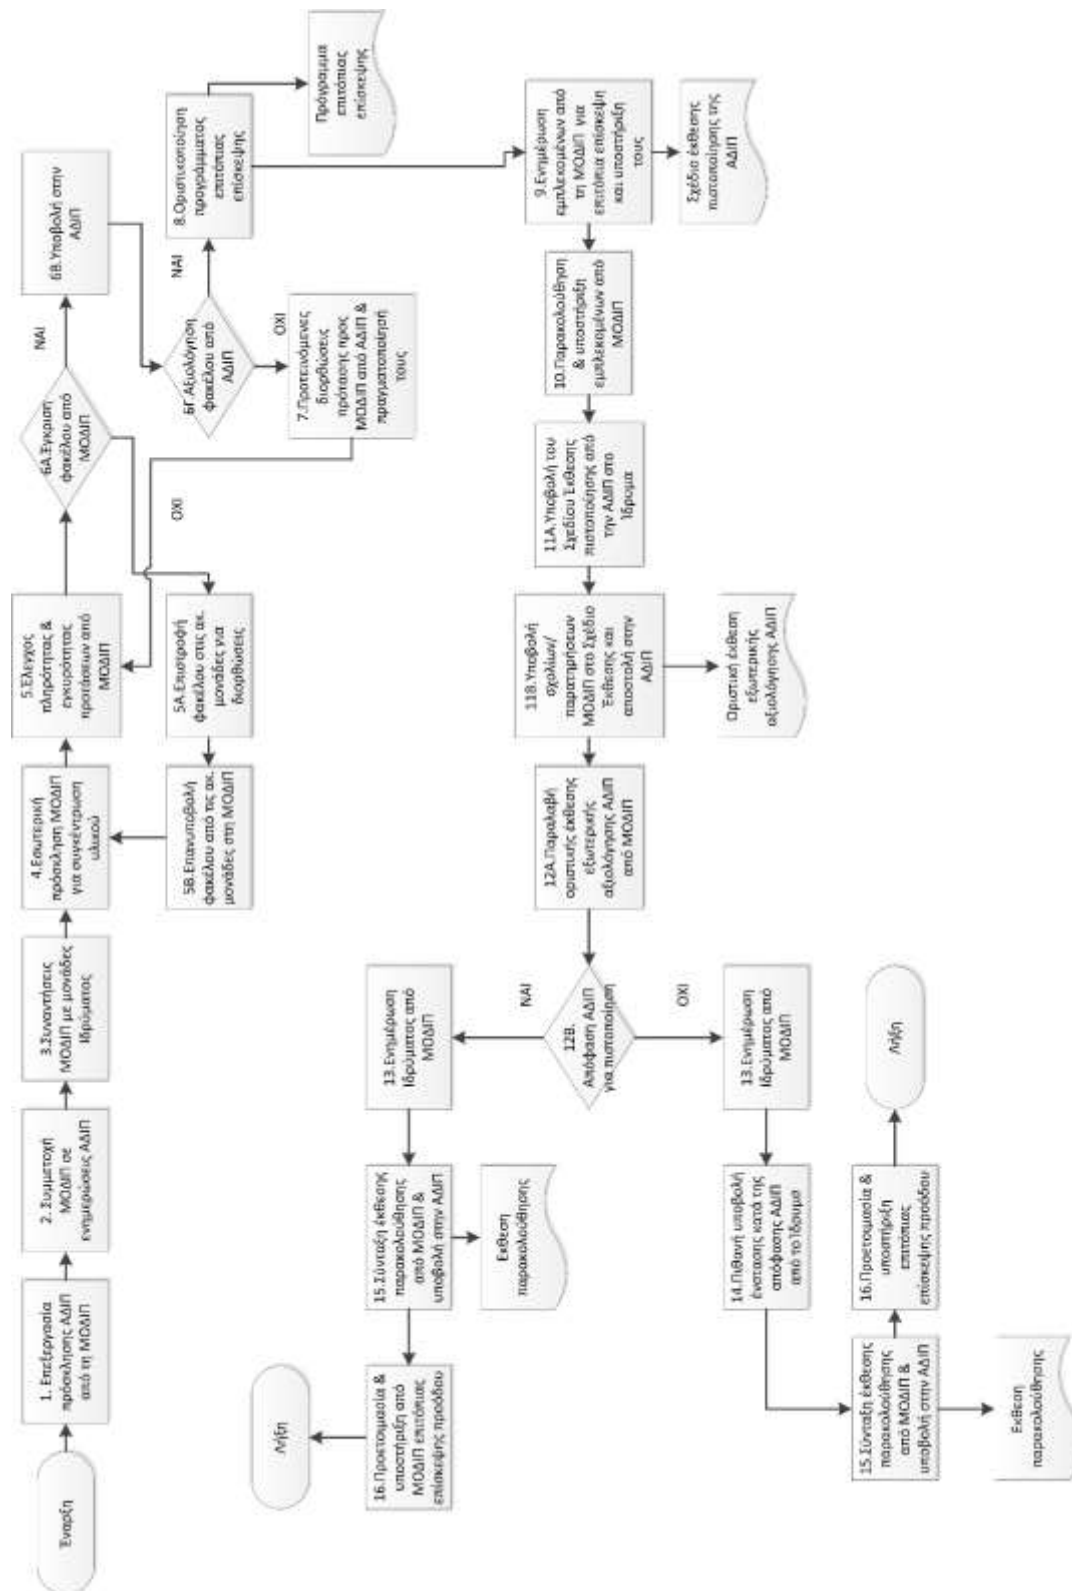 Έναρξη
1. Επεξεργασία
πρόσκλησης ΑΔΙΠ
από τη ΜΟΔΙΠ
2. Συμμετοχή
ΜΟΔΙΠ σε
ενημερώσεις ΑΔΙΠ
3.Συναντήσεις
ΜΟΔΙΠ με μονάδες
Ιδρύματος
4.Εσωτερική
πρόσκληση ΜΟΔΙΠ
για συγκέντρωση
υλικού
5.Έλεγχος
πληρότητας &
εγκυρότητας
προτάσεων από
ΜΟΔΙΠ
6Α.Έγκριση
φακέλου από
ΜΟΔΙΠ
ΝΑΙ
ΟΧΙ
6Β.Υποβολή στην
ΑΔΙΠ
5Α.Επιστροφή
φακέλου στις ακ.
μονάδες για
διορθώσεις
5Β.Επανυποβολή
φακέλου από τις ακ.
μονάδες στη ΜΟΔΙΠ
6Γ.Αξιολόγηση
φακέλου από
ΑΔΙΠ
ΝΑΙ
ΟΧΙ
7.Προτεινόμενες
διορθώσεις
πρότασης προς
ΜΟΔΙΠ από ΑΔΙΠ &
πραγματοποίησή
τους
8.Οριστικοποίηση
προγράμματος
επιτόπιας
επίσκεψης
Πρόγραμμα
επιτόπιας
επίσκεψης
9.Ενημέρωση
εμπλεκομένων από
τη ΜΟΔΙΠ για
επιτόπια επίσκεψη
και υποστήριξη
τους
Σχέδιο έκθεσης
πιστοποίησης της
ΑΔΙΠ
10.Παρακολούθηση
& υποστήριξη
εμπλεκομένων από
ΜΟΔΙΠ
11Α.Υποβολή του
Σχεδίου Έκθεσης
πιστοποίησης από
την ΑΔΙΠ στο
Ίδρυμα
11Β.Υποβολή
σχολίων/
παρατηρήσεων
ΜΟΔΙΠ στο Σχέδιο
Έκθεσης και
αποστολή στην
ΑΔΙΠ
Οριστική έκθεση
εξωτερικής
αξιολόγησης ΑΔΙΠ
12Α.Παραλαβή
οριστικής έκθεσης
εξωτερικής
αξιολόγησης ΑΔΙΠ
από ΜΟΔΙΠ
12Β.
Απόφαση ΑΔΙΠ
για πιστοποίηση
ΝΑΙ
ΟΧΙ
13.Ενημέρωση
Ιδρύματος από
ΜΟΔΙΠ
15.Σύνταξη έκθεσης
παρακολούθησης
από ΜΟΔΙΠ &
υποβολή στην ΑΔΙΠ
Έκθεση
παρακολούθησης
16.Προετοιμασία &
υποστήριξη από
ΜΟΔΙΠ επιτόπιας
επίσκεψης προόδου
Λήξη
13.Ενημέρωση
Ιδρύματος από
ΜΟΔΙΠ
14.Πιθανή υποβολή
ένστασης κατά της
απόφασης ΑΔΙΠ
από το Ίδρυμα
15.Σύνταξη έκθεσης
παρακολούθησης
από ΜΟΔΙΠ &
υποβολή στην ΑΔΙΠ
Έκθεση
παρακολούθησης
16.Προετοιμασία &
υποστήριξη
επιτόπιας
επίσκεψης προόδου
Λήξη